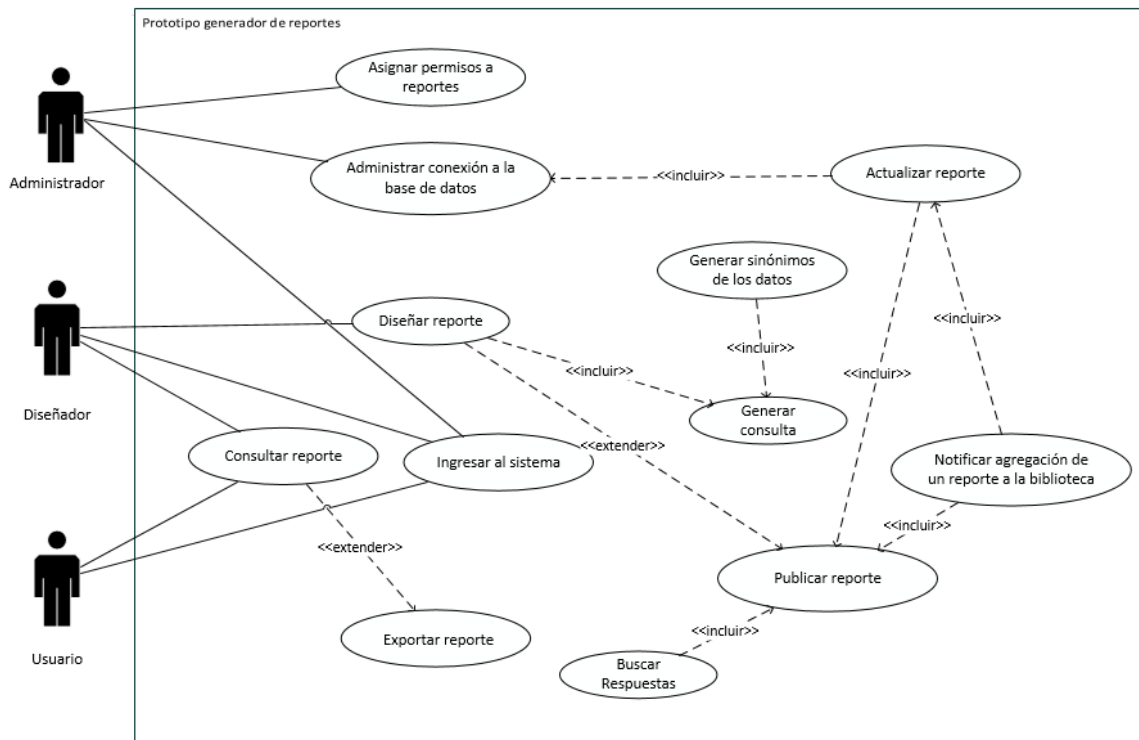 Prototipo generador de reportes
Asignar permisos a
reportes
Administrador
Administrar conexión a la
base de datos
<<incluir>>
Actualizar reporte
Generar sinónimos
de los datos
Diseñar reporte
<<incluir>>
<<incluir>>
<<incluir>>
<<incluir>>
Diseñador
Generar
consulta
<<extender>>
Consultar reporte
Ingresar al sistema
Notificar agregación de
un reporte a la biblioteca
<<incluir>>
<<extender>>
Publicar reporte
Usuario
Exportar reporte
<<incluir>>
Buscar
Respuestas